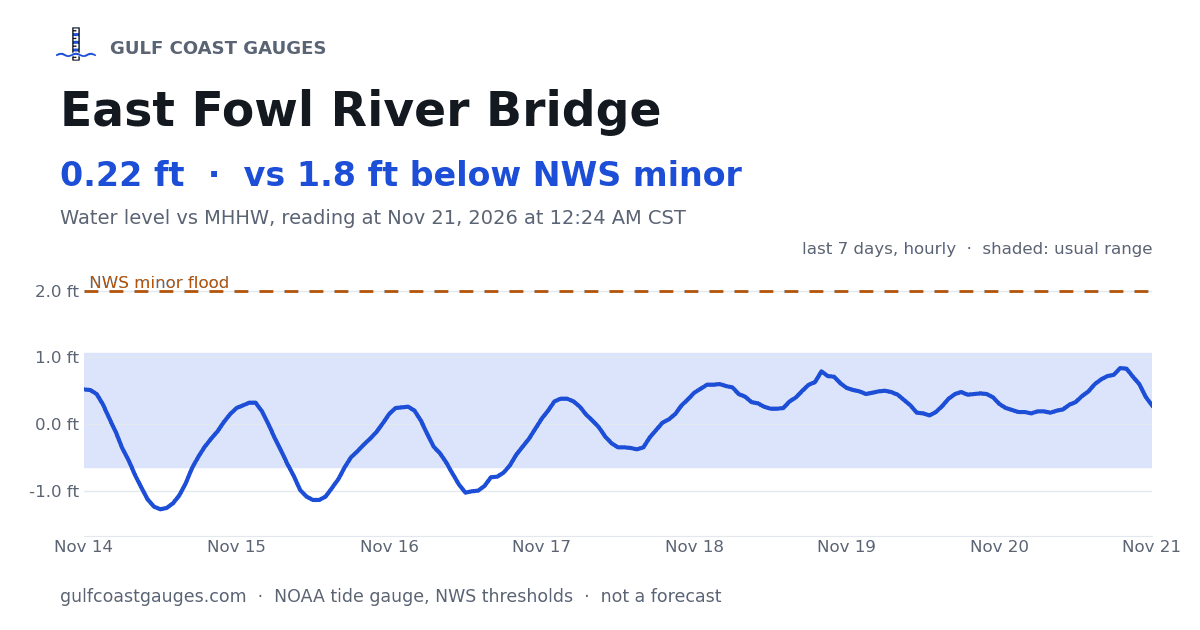 GULF COAST GAUGES
East Fowl River Bridge
0.22 ft · vs 1.8 ft below NWS minor
Water level vs MHHW, reading at Nov 21, 2026 at 12:24 AM CST
last 7 days, hourly · shaded: usual range
NWS minor flood
2.0 ft
1.0 ft
0.0 ft
-1.0 ft
Nov 14 Nov 15 Nov 16 Nov 17 Nov 18 Nov 19 Nov 20 Nov 21
gulfcoastgauges.com · NOAA tide gauge, NWS thresholds · not a forecast